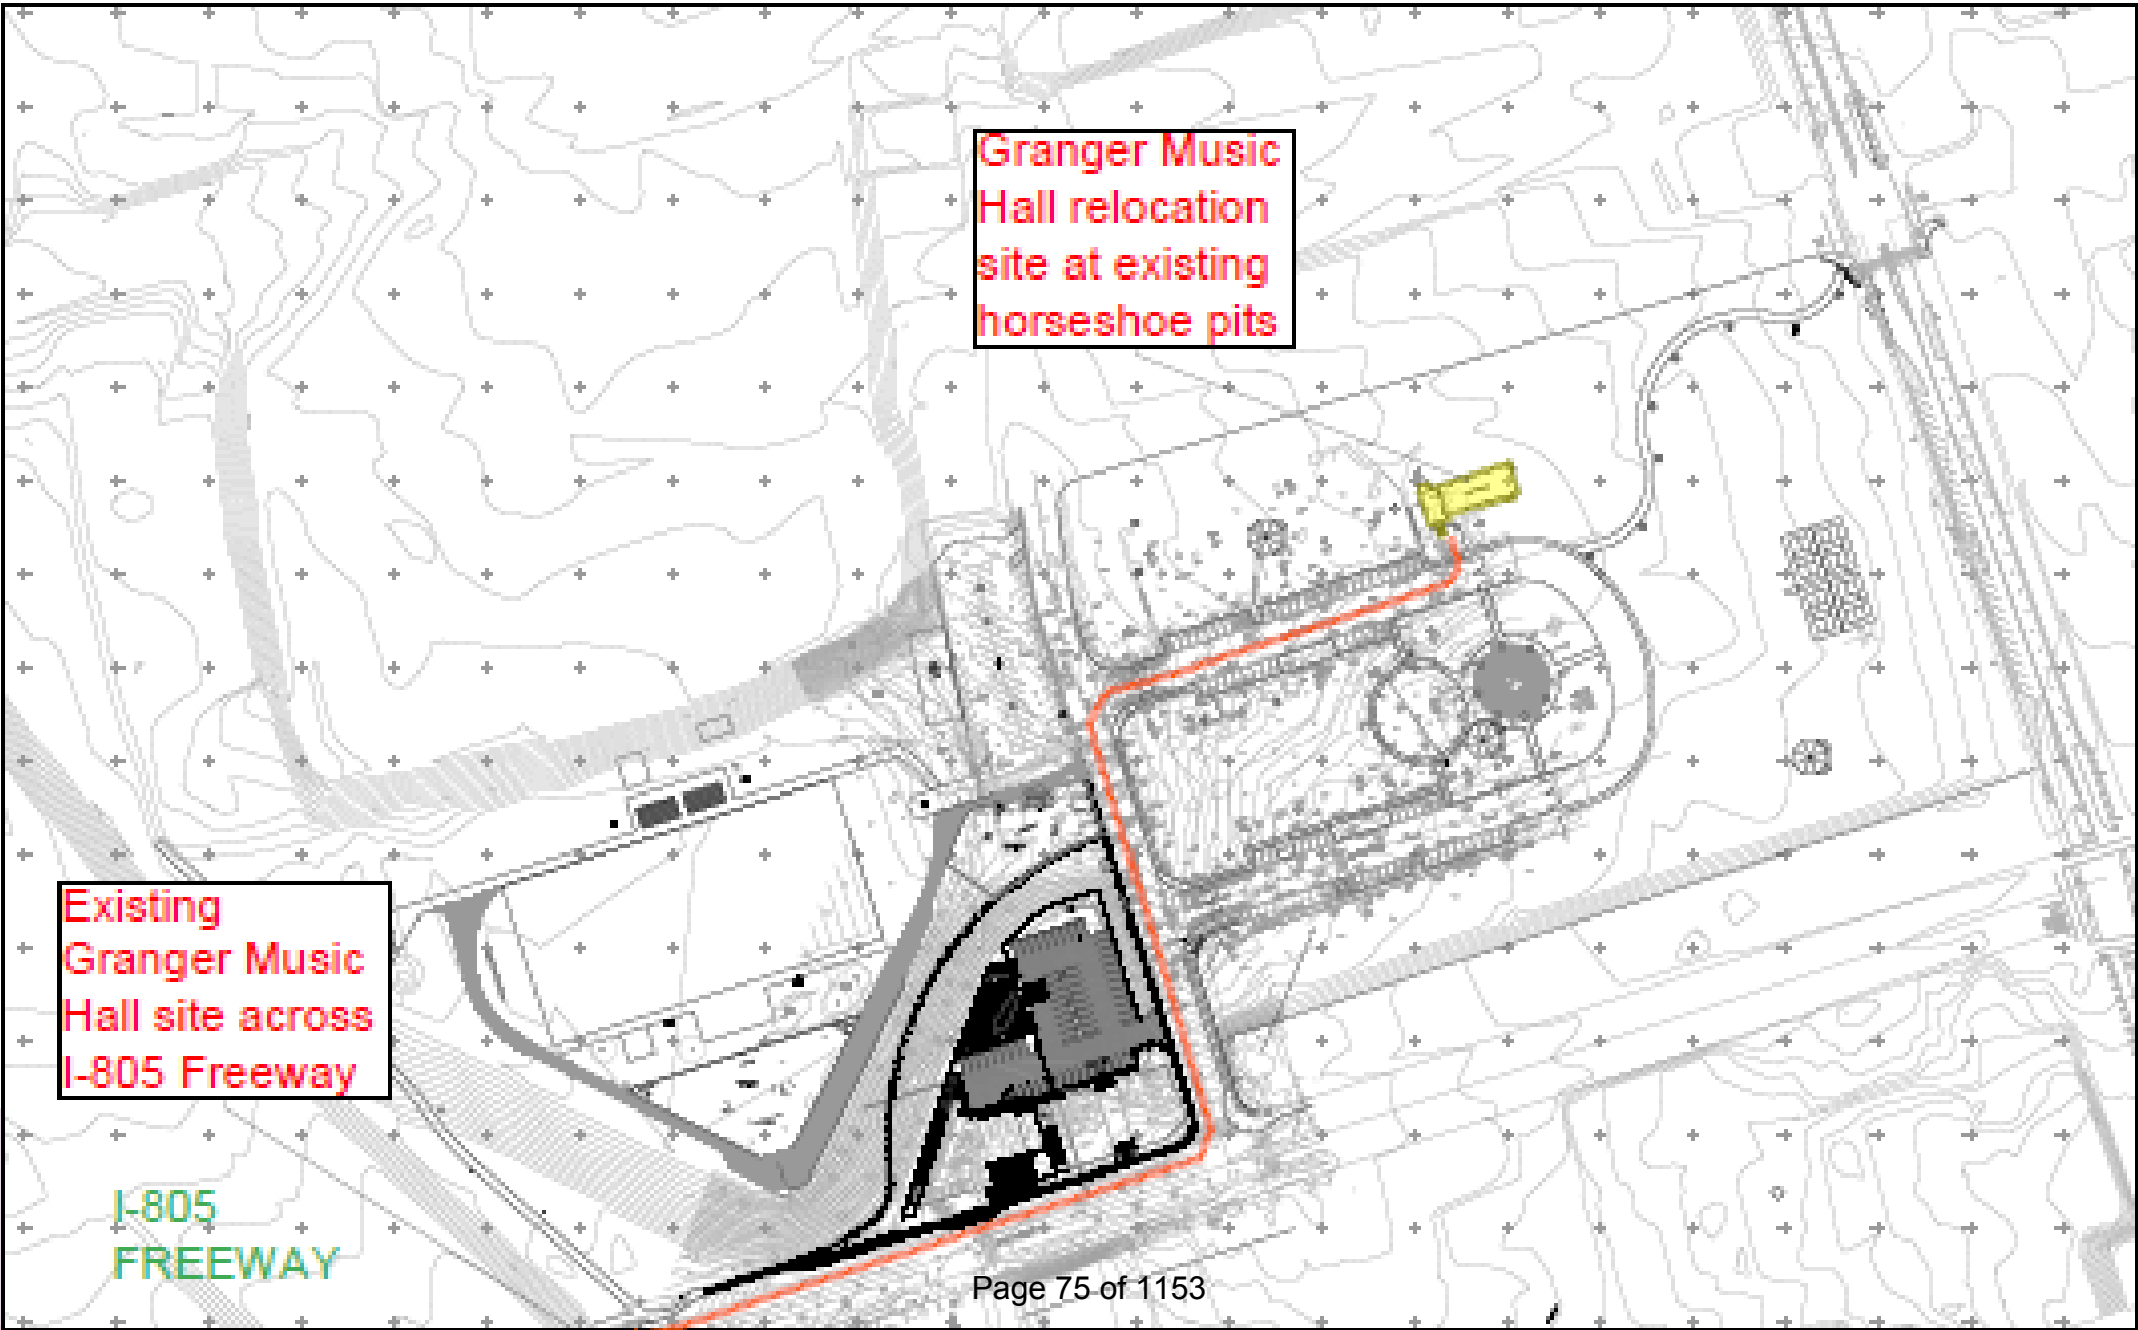 Granger Music
Hall relocation
site at existing
horseshoe pits
Existing
Granger Music
Hall site across
I-805 Freeway
I-805
FREEWAY
Page 75 of 1153